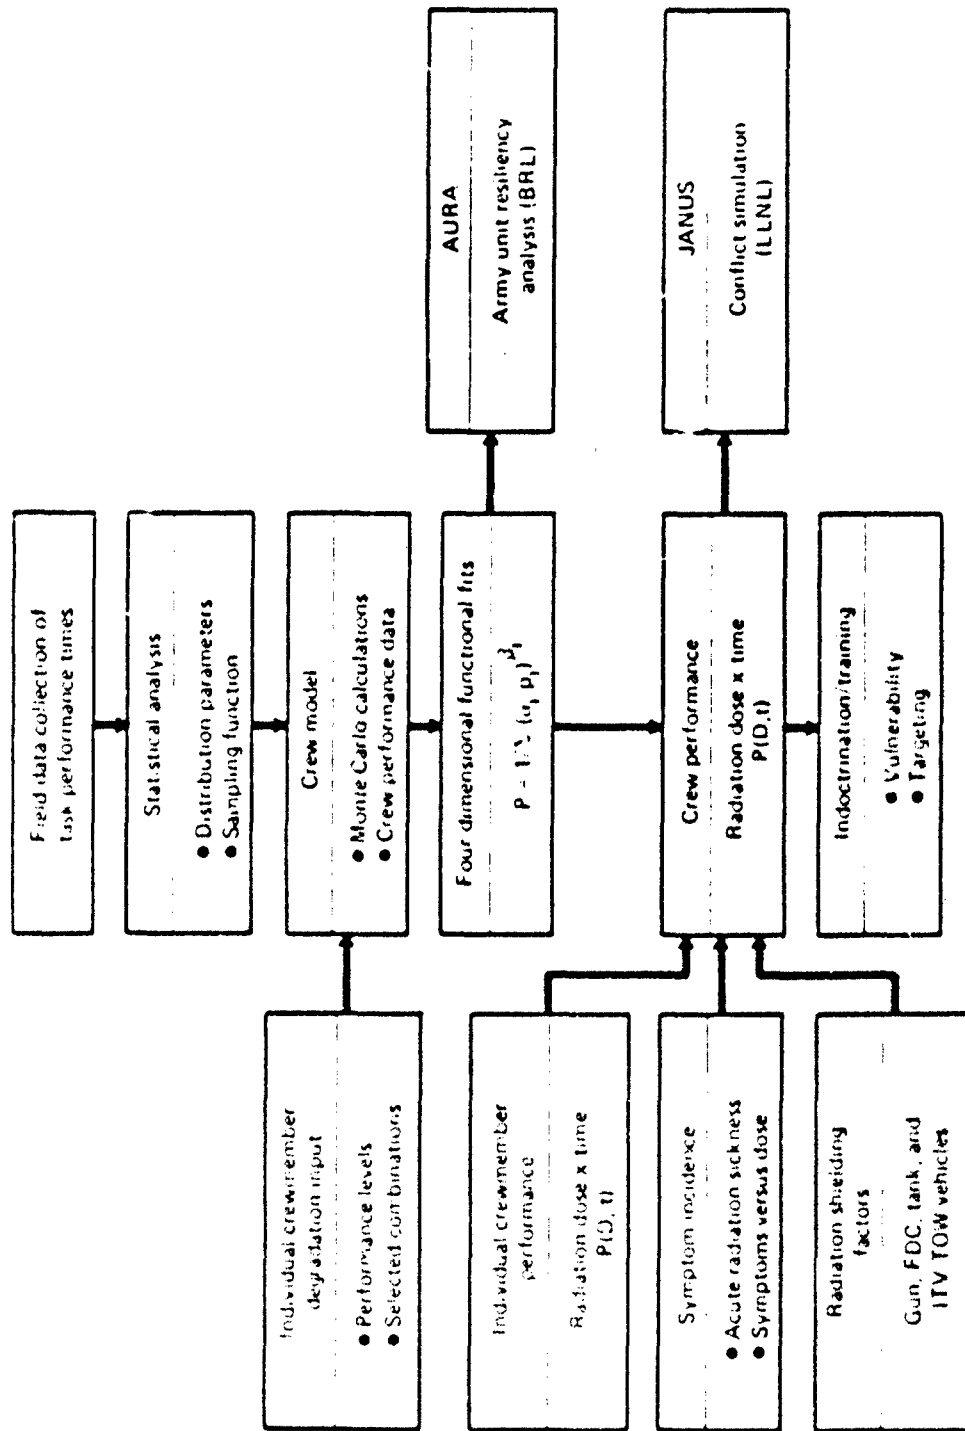 Field data collection of
task performance times
Statistical analysis
● Distribution parameters
● Sampling function
Individual crewmember
degradation input
● Performance levels
● Selected combinations
Crew model
● Monte Carlo calculations
● Crew performance data
Four dimensional functional fits
AURA
Army unit resiliency
analysis (BRL)
Individual crewmember
performance
Radiation dose x time
P(D, t)
Symptom incidence
● Acute radiation sickness
● Symptoms versus dose
Radiation shielding
factors
Gun, FDC, tank, and
ITV TOW vehicles
Crew performance
Radiation dose x time
P(D,t)
JANUS
Conflict simulation
(LLNL)
Indoctrination/training
● Vulnerability
● Targeting